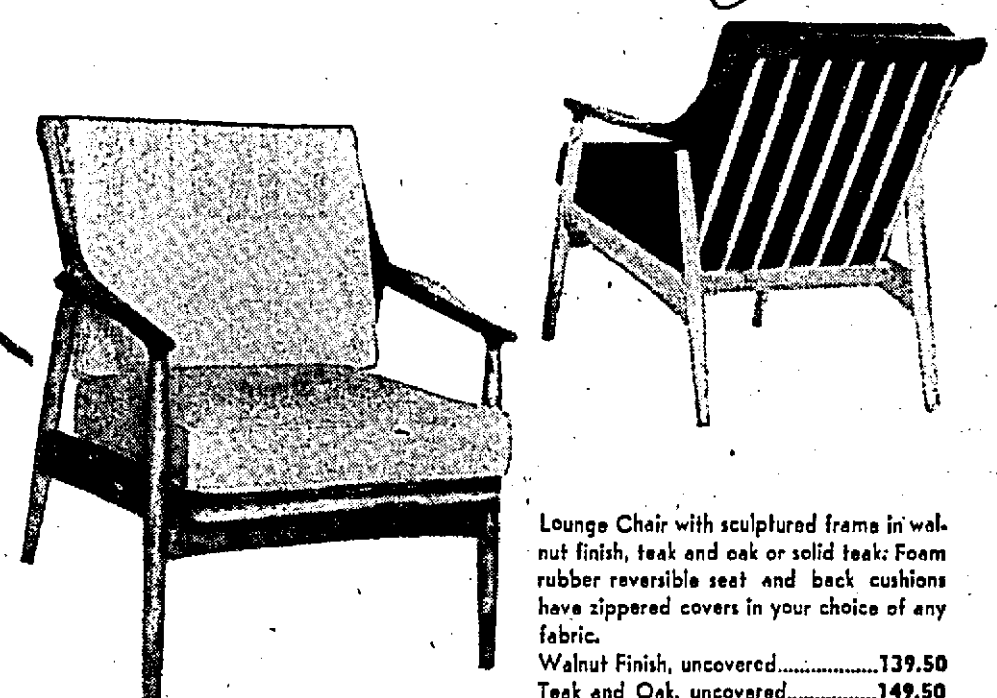 Lounge Chair with sculptured frame in wal-
nut finish, teak and oak or solid teak. Foam
rubber reversible seat and back cushions
have zippered covers in your choice of any
fabric.
Walnut Finish, uncovered..................139.50
Teak and Oak, uncovered................149.50